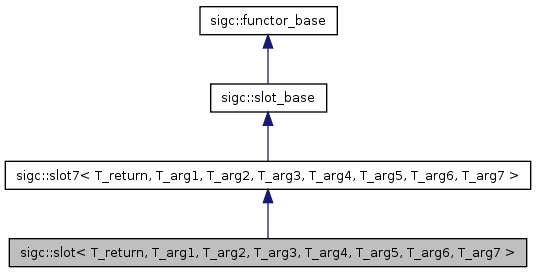 sigc::functor_base
sigc::slot_base
sigc::slot7< T_return, T_arg1, T_arg2, T_arg3, T_arg4, T_arg5, T_arg6, T_arg7 >
sigc::slot< T_return, T_arg1, T_arg2, T_arg3, T_arg4, T_arg5, T_arg6, T_arg7 >